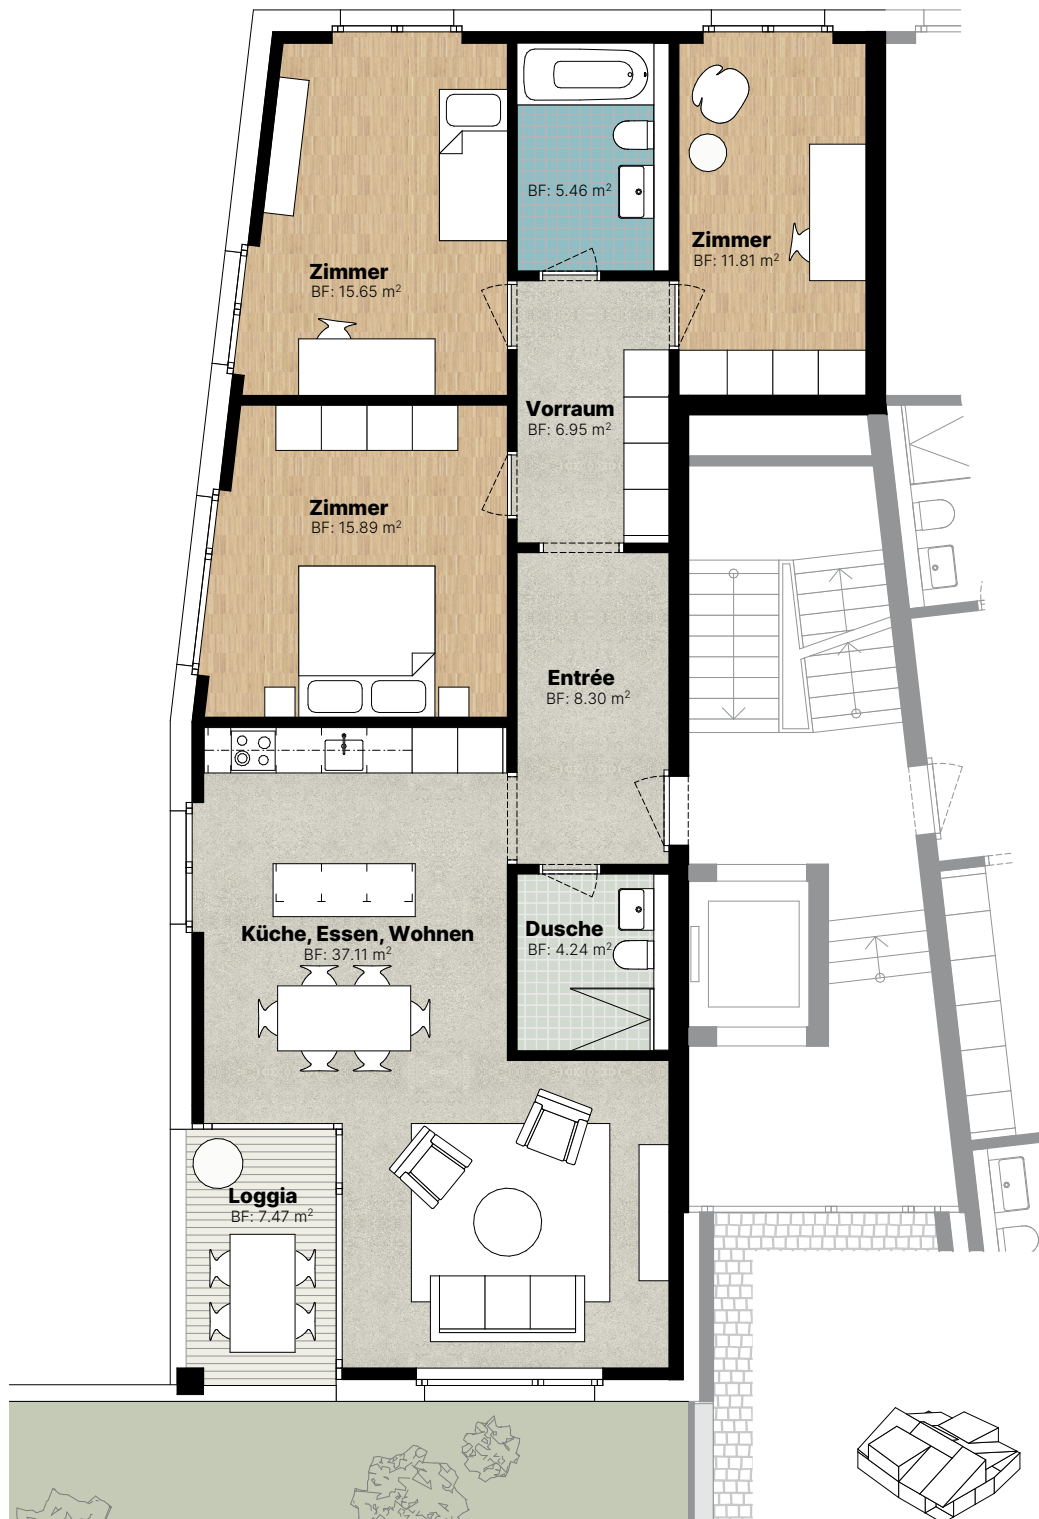 BF: 5.46 m²
Zimmer
BF: 11.81 m²
Zimmer
BF: 15.65 m²
Vorraum
BF: 6.95 m²
Zimmer
BF: 15.89 m²
Entrée
BF: 8.30 m²
Dusche
BF: 4.24 m²
Küche, Essen, Wohnen
BF: 37.11 m²
Loggia
BF: 7.47 m²